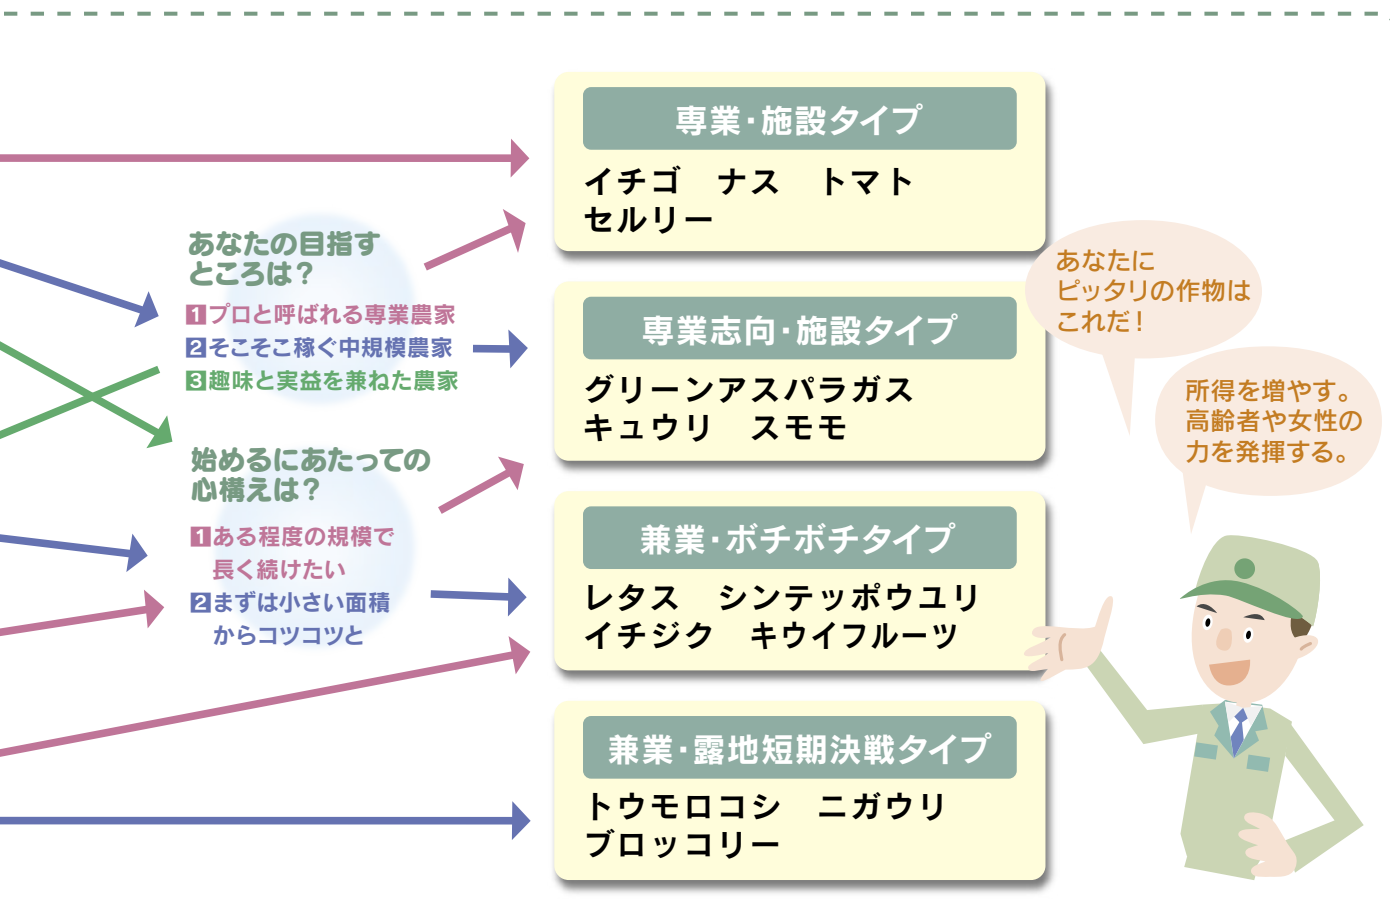 あなたの目指す
ところは？
1プロと呼ばれる専業農家
2そこそこ稼ぐ中規模農家
3趣味と実益を兼ねた農家
始めるにあたっての
心構えは？
1ある程度の規模で
長く続けたい
2まずは小さい面積
からコツコツと
専業・施設タイプ
イチゴ　ナス　トマト
セルリー
専業志向・施設タイプ
グリーンアスパラガス
キュウリ　スモモ
兼業・ボチボチタイプ
レタス　シンテッポウユリ
イチジク　キウイフルーツ
兼業・露地短期決戦タイプ
トウモロコシ　ニガウリ
ブロッコリー
あなたに
ピッタリの作物は
これだ！
所得を増やす。
高齢者や女性の
力を発揮する。